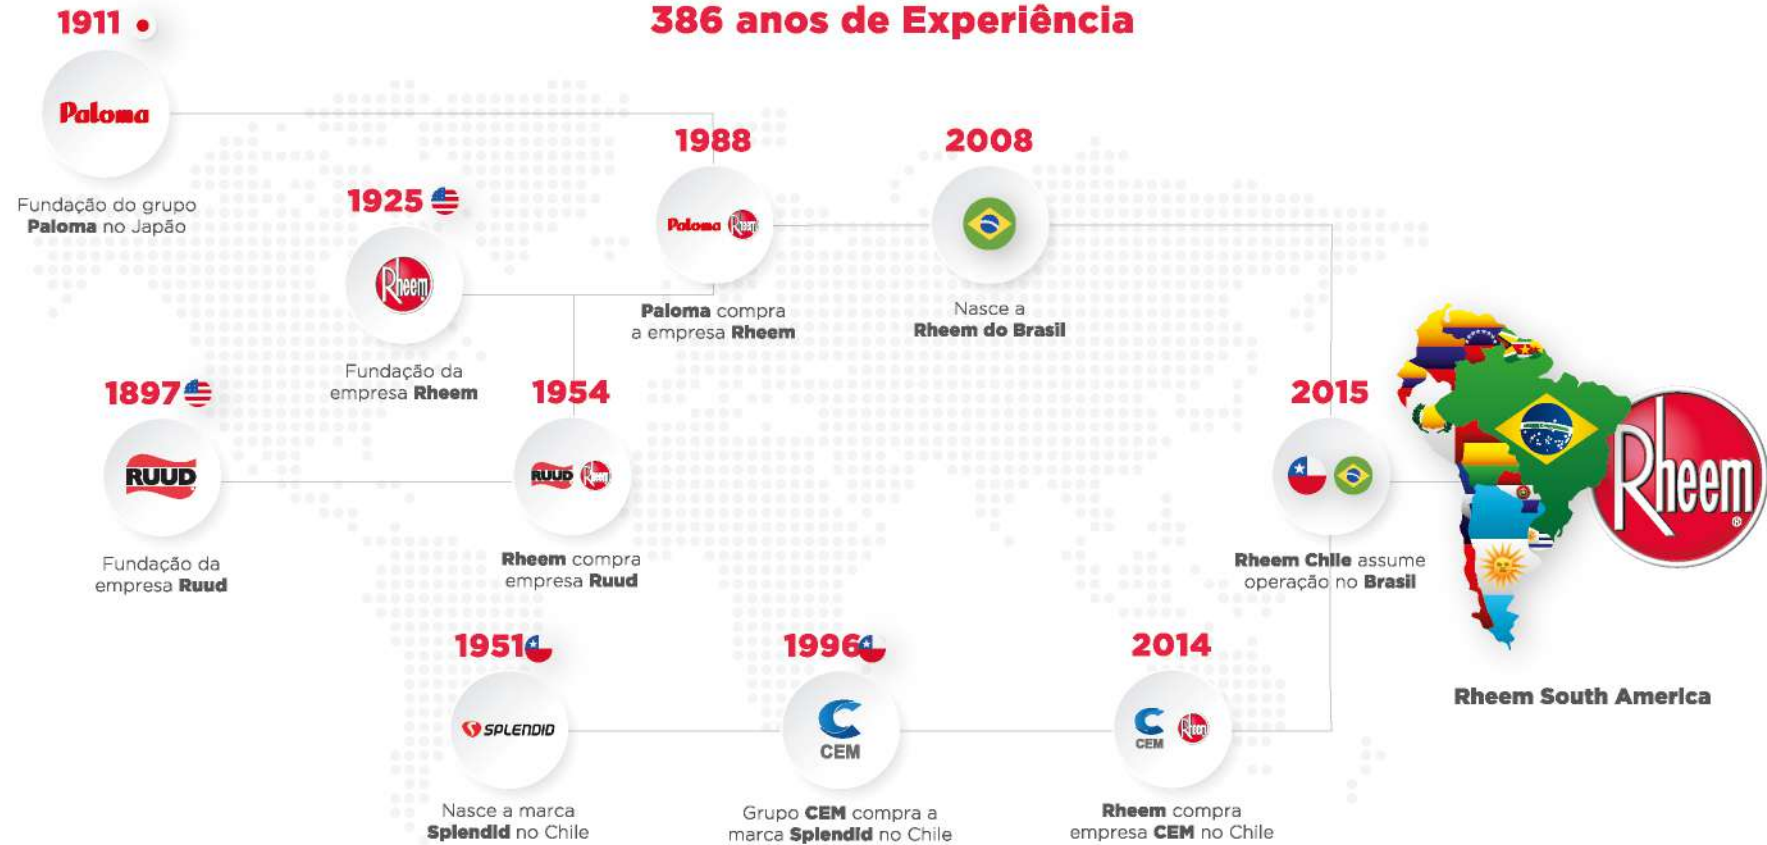 386 anos de Experiência
1911
Paloma
Fundação do grupo
Paloma no Japão
1925
Rheem
Fundação da
empresa Rheem
1988
Paloma Rheem
Paloma compra
a empresa Rheem
2008
Nasce a
Rheem do Brasil
1897
RUUD
Fundação da
empresa Ruud
1954
RUUD Rheem
Rheem compra
empresa Ruud
2015
Rheem Chile assume
operação no Brasil
Rheem
®
Rheem South America
1951
SPLENDID
Nasce a marca
Splendid no Chile
1996
CEM
Grupo CEM compra a
marca Splendid no Chile
2014
CEM Rheem
Rheem compra
empresa CEM no Chile